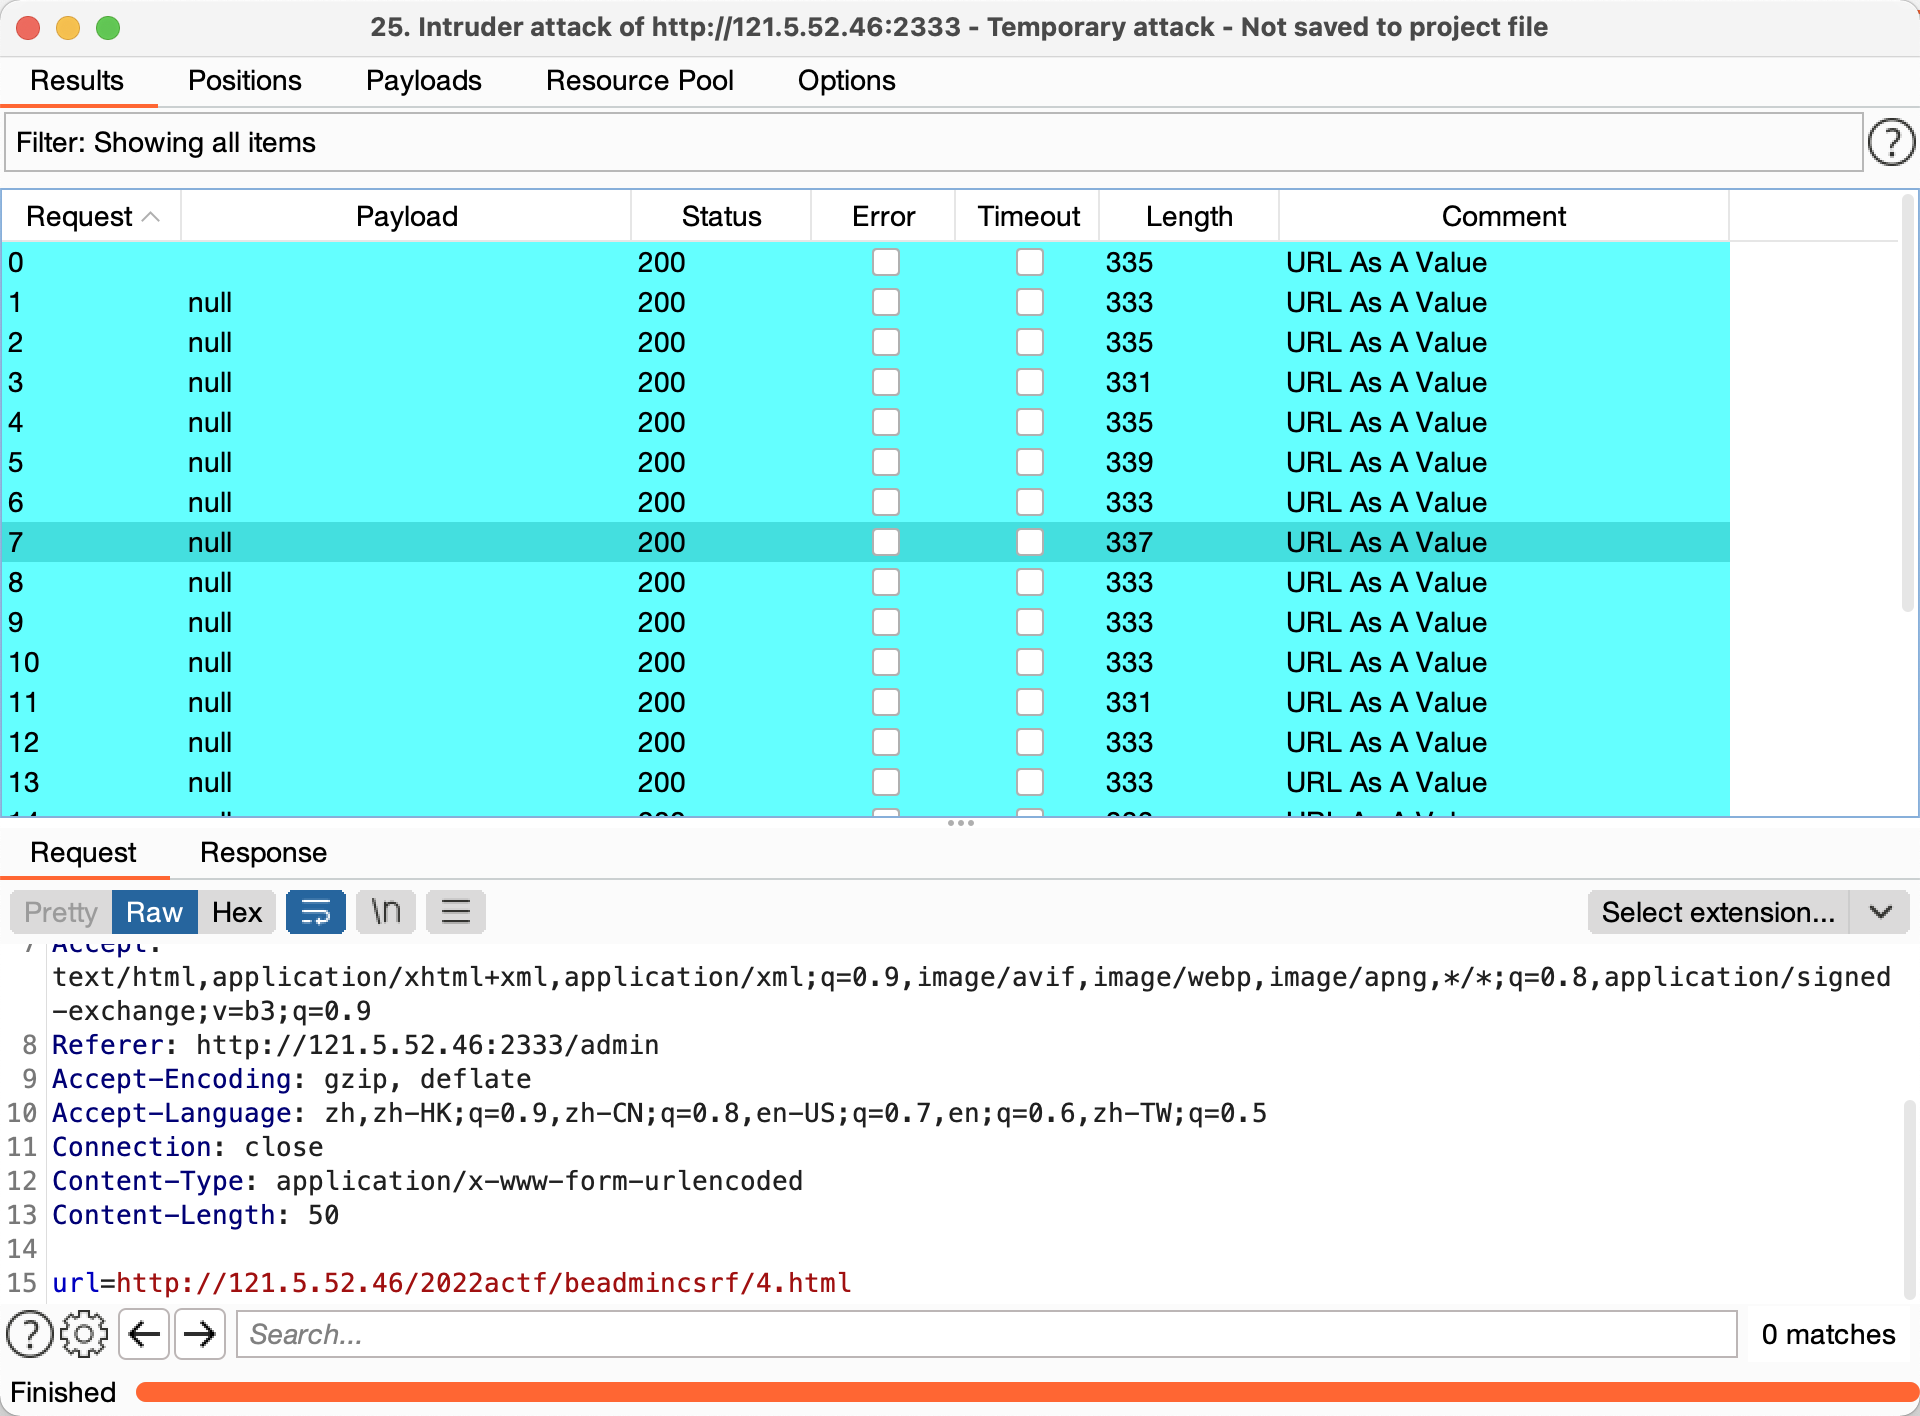 25. Intruder attack of http://121.5.52.46:2333 - Temporary attack - Not saved to project file
Results Positions Payloads Resource Pool Options
Filter: Showing all items
Request Payload Status Error Timeout Length Comment
0 200 335 URL As A Value
1 null 200 333 URL As A Value
2 null 200 335 URL As A Value
3 null 200 331 URL As A Value
4 null 200 335 URL As A Value
5 null 200 339 URL As A Value
6 null 200 333 URL As A Value
7 null 200 337 URL As A Value
8 null 200 333 URL As A Value
9 null 200 333 URL As A Value
10 null 200 333 URL As A Value
11 null 200 331 URL As A Value
12 null 200 333 URL As A Value
13 null 200 333 URL As A Value
Request Response
Pretty Raw Hex \n Select extension...
7 Accept:
text/html,application/xhtml+xml,application/xml;q=0.9,image/avif,image/webp,image/apng,*/*;q=0.8,application/signed
-exchange;v=b3;q=0.9
8 Referer: http://121.5.52.46:2333/admin
9 Accept-Encoding: gzip, deflate
10 Accept-Language: zh,zh-HK;q=0.9,zh-CN;q=0.8,en-US;q=0.7,en;q=0.6,zh-TW;q=0.5
11 Connection: close
12 Content-Type: application/x-www-form-urlencoded
13 Content-Length: 50
14
15 url=http://121.5.52.46/2022actf/beadmincsrf/4.html
Search... 0 matches
Finished